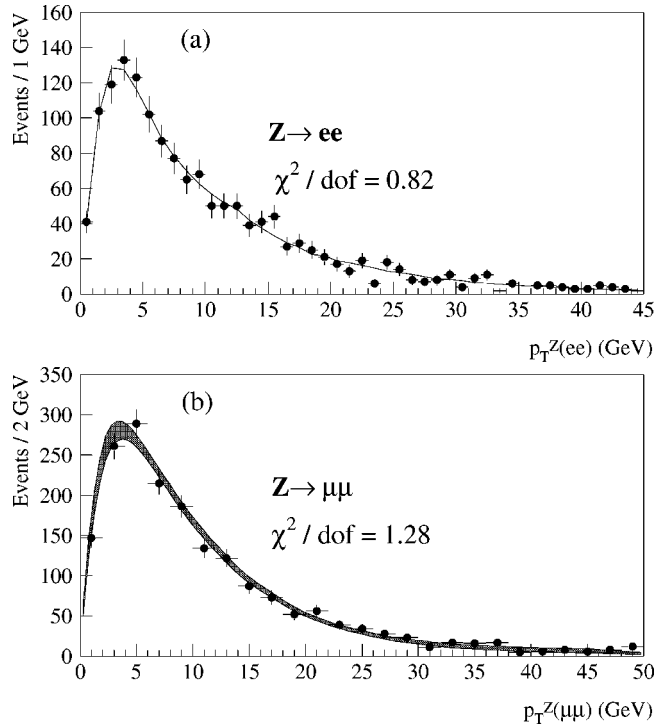 (a)
Events / 1 GeV
160
140
120
100
80
60
40
20
0
Z→ ee
χ² / dof = 0.82
0 5 10 15 20 25 30 35 40 45
p_T^Z(ee) (GeV)
(b)
Events / 2 GeV
350
300
250
200
150
100
50
0
Z→ μμ
χ² / dof = 1.28
0 5 10 15 20 25 30 35 40 45 50
p_T^Z(μμ) (GeV)